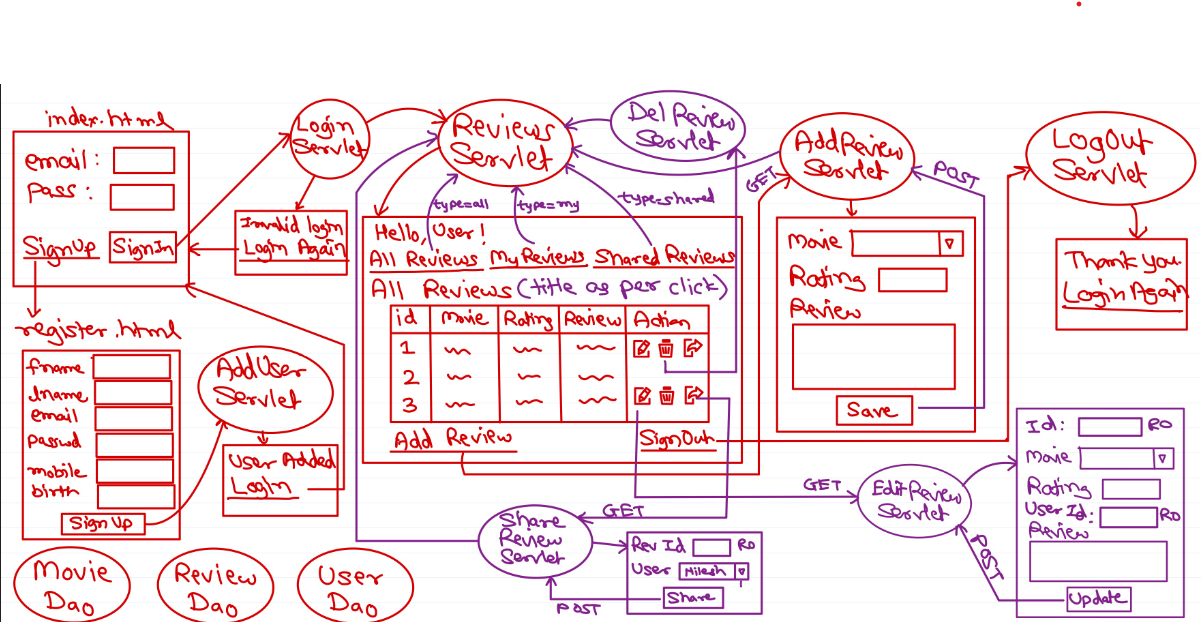 index.html
email :
Pass :
SignUp
SignIn
Login
Servlet
Invalid login
Login Again
register.html
fname
lname
email
passwd
mobile
birth
Sign Up
AddUser
Servlet
User Added
Login
Reviews
Servlet
type=all
type=my
type=shared
Hello, User!
All Reviews
My Reviews
Shared Reviews
All Reviews (title as per click)
id
Movie
Rating
Review
Action
1
2
3
Add Review
SignOut
Del Review
Servlet
AddReview
Servlet
GET
POST
Movie
Rating
Review
Save
LogOut
Servlet
Thank you.
Login Again
Share
Review
Servlet
GET
POST
Rev Id
RO
User
Nilesh
Share
GET
EditReview
Servlet
POST
Id:
RO
Movie
Rating
User Id:
RO
Review
Update
Movie
Dao
Review
Dao
User
Dao